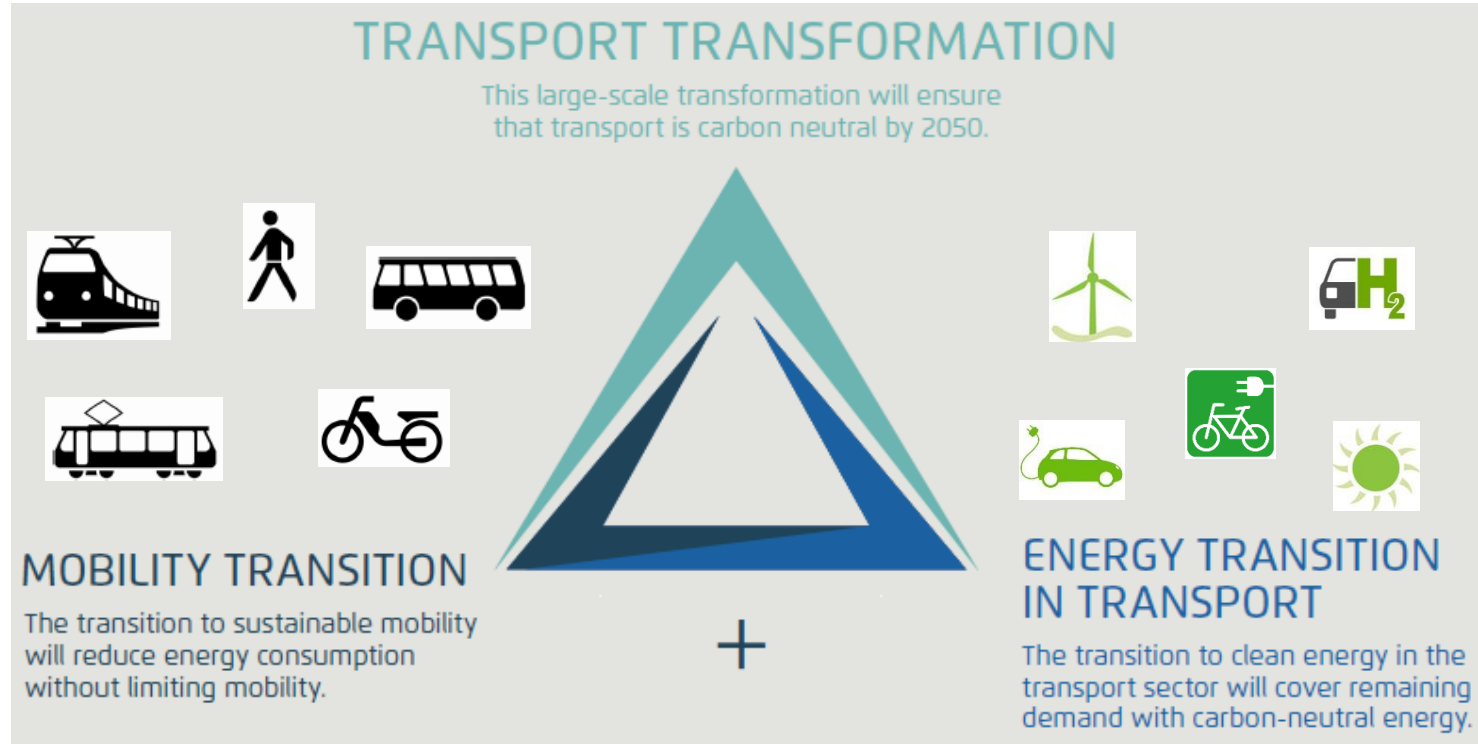 TRANSPORT TRANSFORMATION
This large-scale transformation will ensure
that transport is carbon neutral by 2050.
H2
MOBILITY TRANSITION
The transition to sustainable mobility
will reduce energy consumption
without limiting mobility.
+
ENERGY TRANSITION
IN TRANSPORT
The transition to clean energy in the
transport sector will cover remaining
demand with carbon-neutral energy.